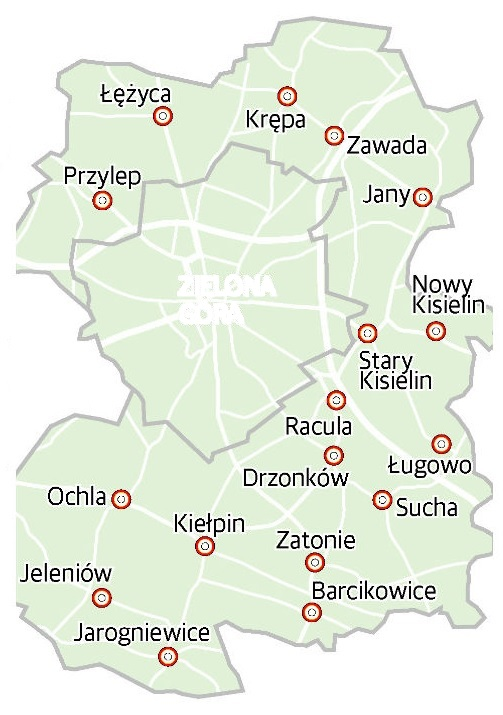 Łężyca
Krępa
Zawada
Przylep
Jany
ZIELONA
GÓRA
Nowy
Kisielin
Stary
Kisielin
Racula
Ługowo
Drzonków
Ochla
Sucha
Kiełpin
Zatonie
Jeleniów
Barcikowice
Jarogniewice